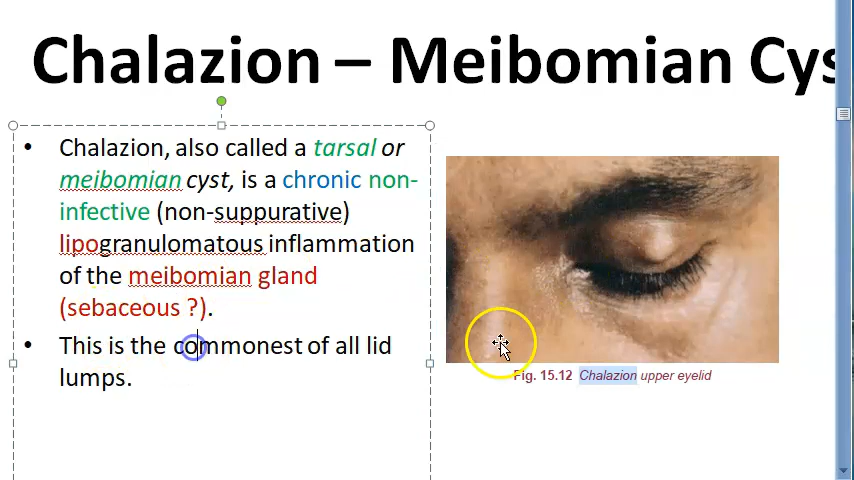 Chalazion – Meibomian Cys
• Chalazion, also called a tarsal or
meibomian cyst, is a chronic non-
infective (non-suppurative)
lipogranulomatous inflammation
of the meibomian gland
(sebaceous ?).
• This is the commonest of all lid
lumps.
Fig. 15.12 Chalazion upper eyelid